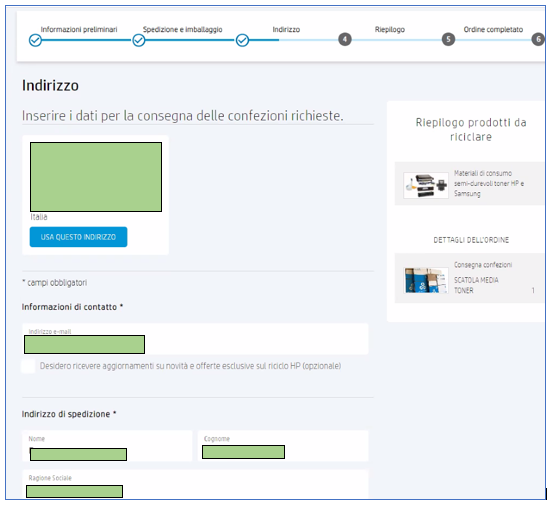 Informazioni preliminari Spedizione e imballaggio Indirizzo Riepilogo Ordine completato
4 5 6
Indirizzo
Inserire i dati per la consegna delle confezioni richieste.
Italia
USA QUESTO INDIRIZZO
* campi obbligatori
Informazioni di contatto *
Indirizzo e-mail
Desidero ricevere aggiornamenti su novità e offerte esclusive sul riciclo HP (opzionale)
Indirizzo di spedizione *
Nome
Cognome
Ragione Sociale
Riepilogo prodotti da
riciclare
Materiali di consumo
semi-durevoli toner HP e
Samsung
DETTAGLI DELL'ORDINE
Consegna confezioni
SCATOLA MEDIA
TONER 1